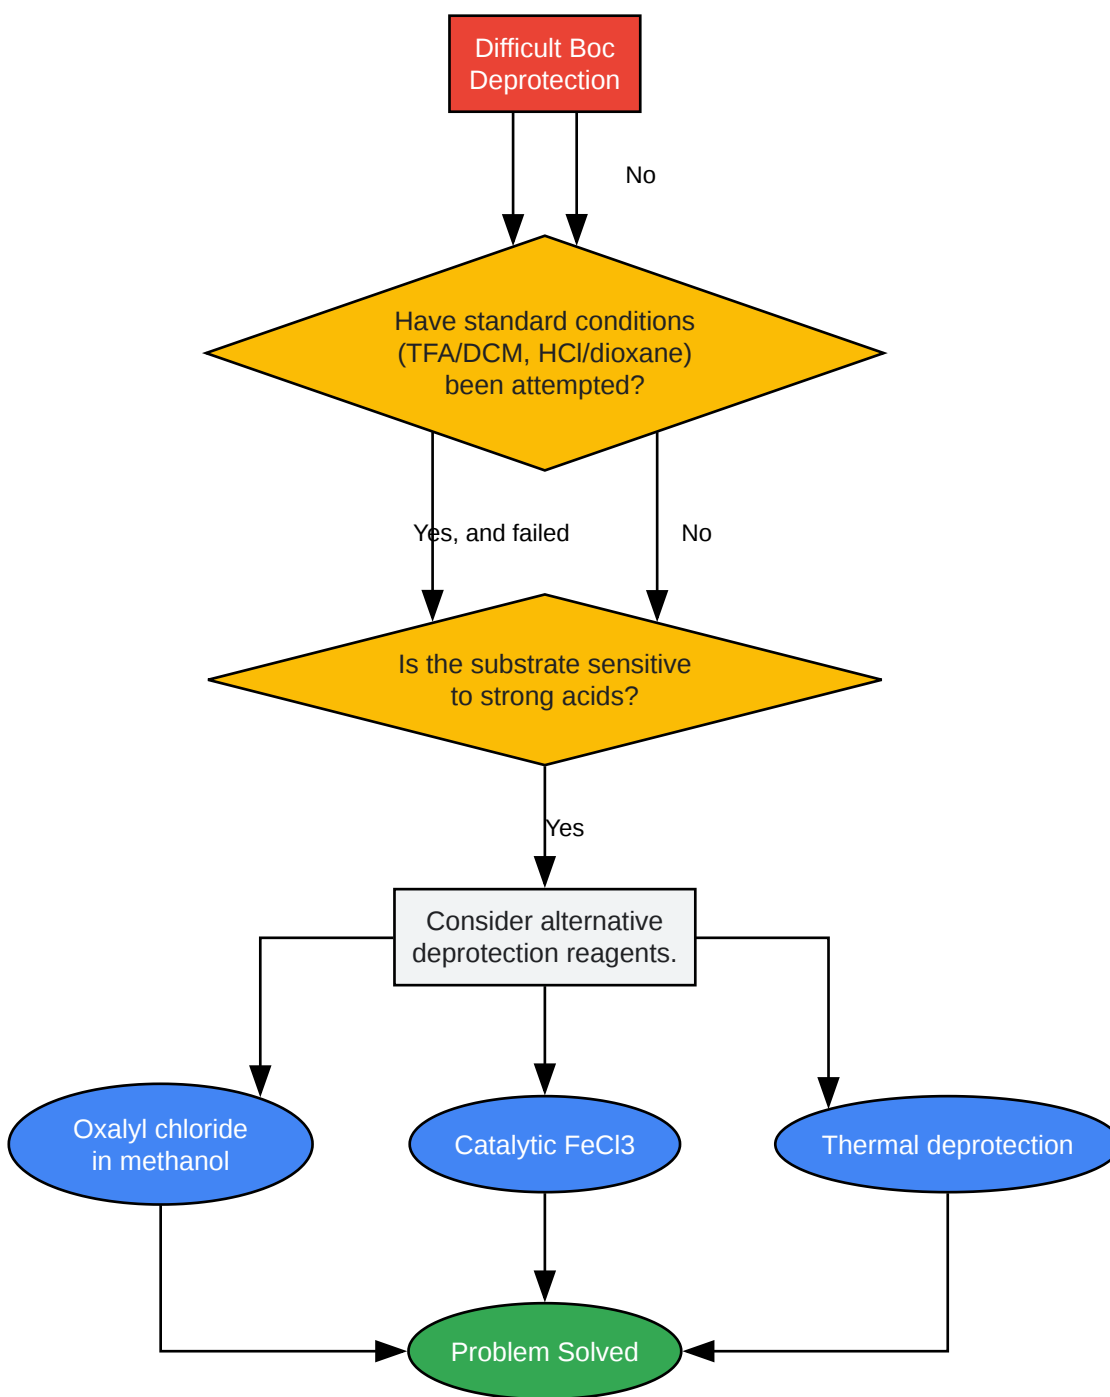 Difficult Boc
Deprotection
No
Have standard conditions
(TFA/DCM, HCl/dioxane)
been attempted?
Yes, and failed
No
Is the substrate sensitive
to strong acids?
Yes
Consider alternative
deprotection reagents.
Oxalyl chloride
in methanol
Catalytic FeCl3
Thermal deprotection
Problem Solved